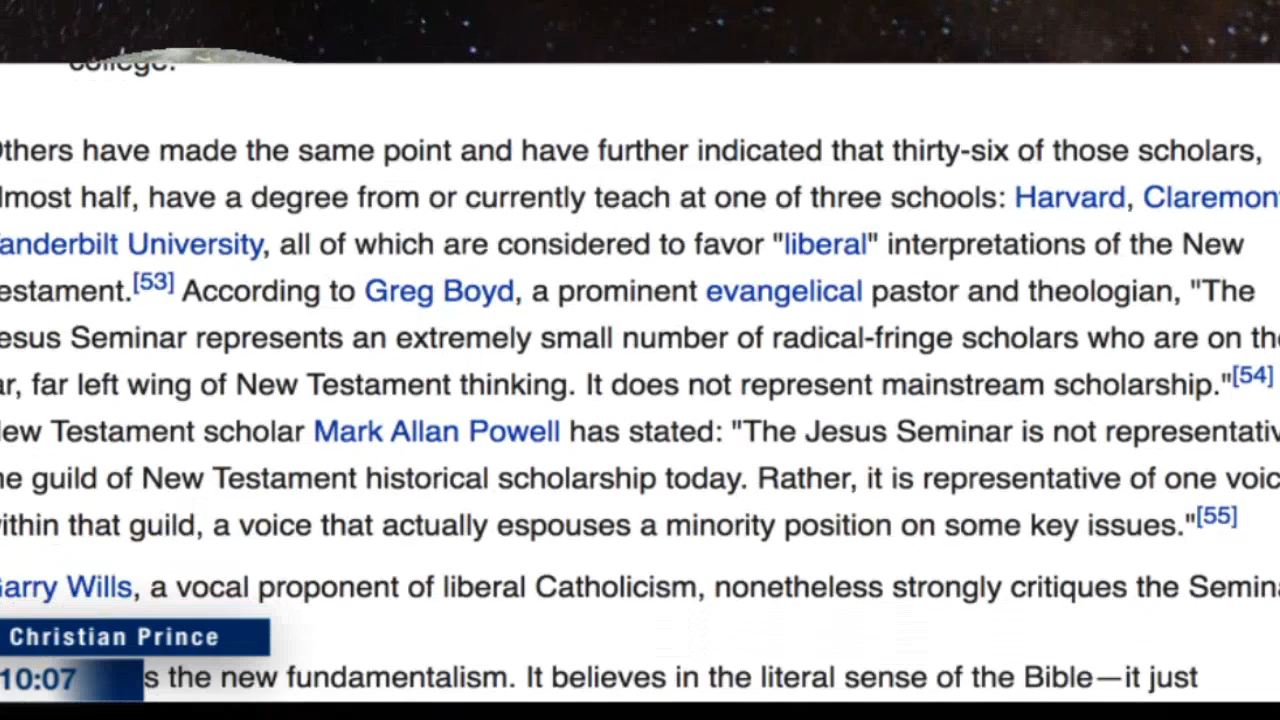 college.
thers have made the same point and have further indicated that thirty-six of those scholars,
lmost half, have a degree from or currently teach at one of three schools: Harvard, Claremont
anderbilt University, all of which are considered to favor "liberal" interpretations of the New
estament.[53] According to Greg Boyd, a prominent evangelical pastor and theologian, "The
esus Seminar represents an extremely small number of radical-fringe scholars who are on the
ar, far left wing of New Testament thinking. It does not represent mainstream scholarship."[54]
ew Testament scholar Mark Allan Powell has stated: "The Jesus Seminar is not representativ
he guild of New Testament historical scholarship today. Rather, it is representative of one voic
ithin that guild, a voice that actually espouses a minority position on some key issues."[55]
arry Wills, a vocal proponent of liberal Catholicism, nonetheless strongly critiques the Semina
Christian Prince
10:07
s the new fundamentalism. It believes in the literal sense of the Bible—it just